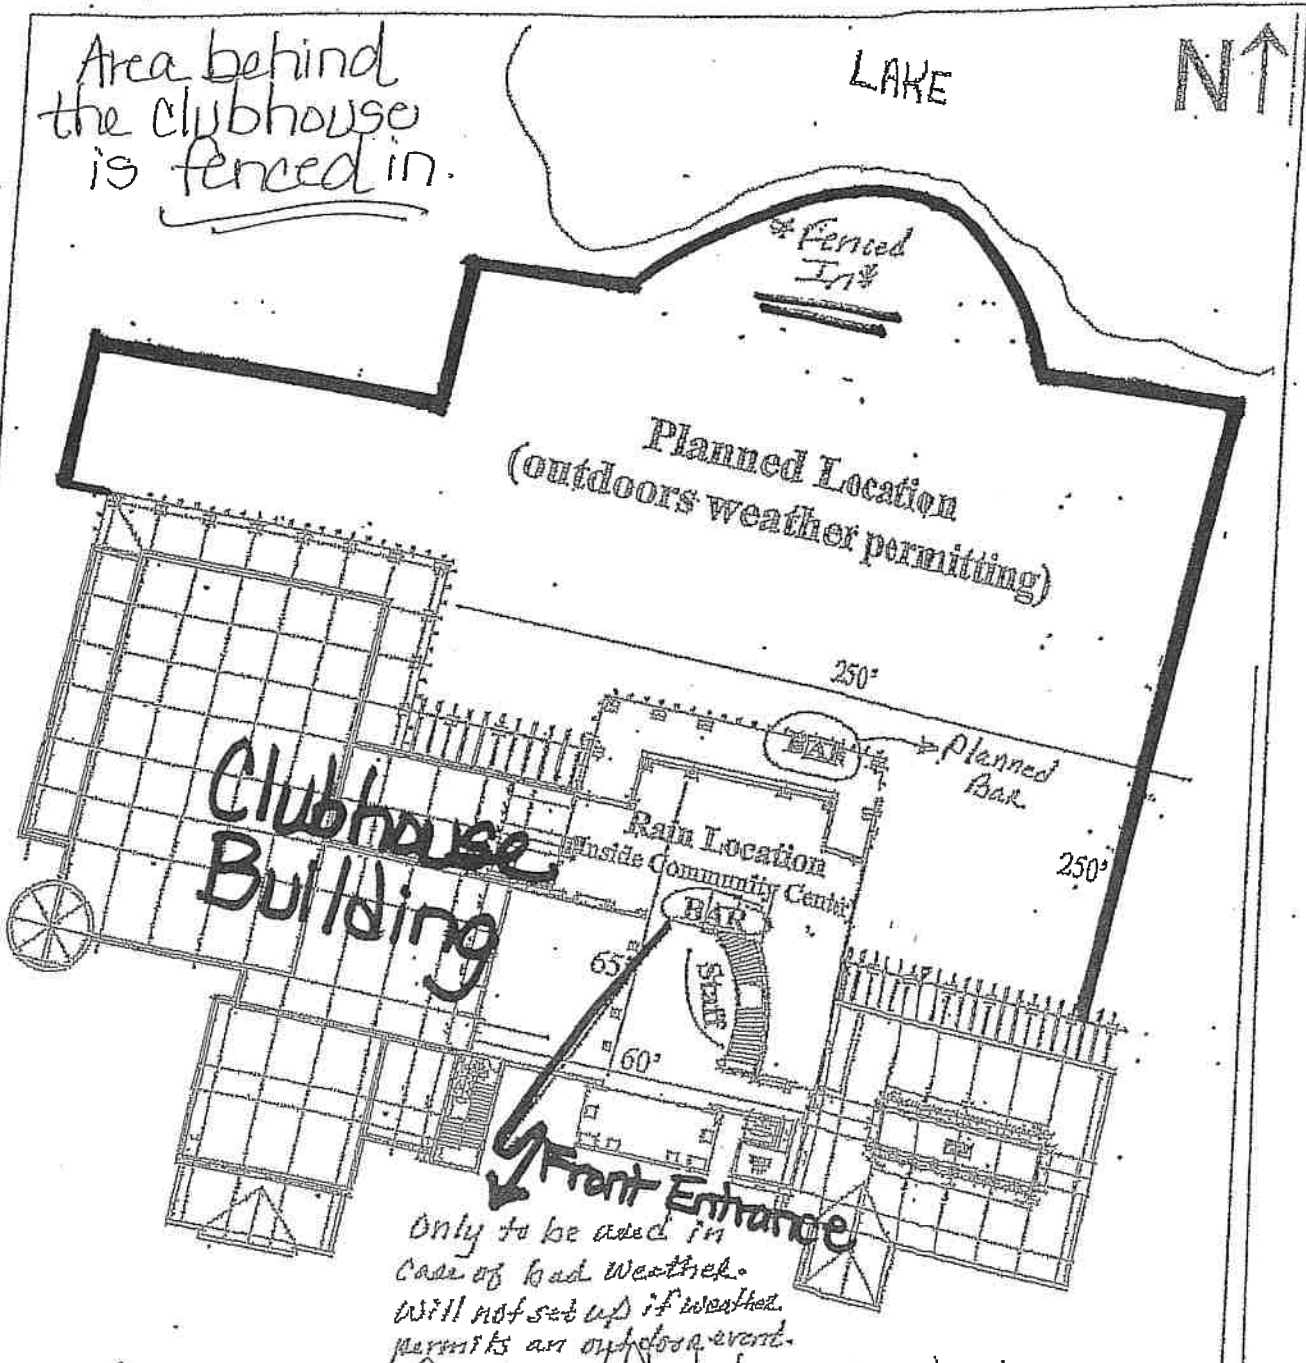 Area behind
the clubhouse
is fenced in.
LAKE
N
*Fenced
In*
Planned Location
(outdoors weather permitting)
250'
BAR
Planned
Bar
Rain Location
Inside Community Center
250'
Clubhouse
Building
BAR
65'
Staff
60'
Front Entrance
Only to be used in
case of bad weather.
Will not set up if weather
permits an outdoor event.